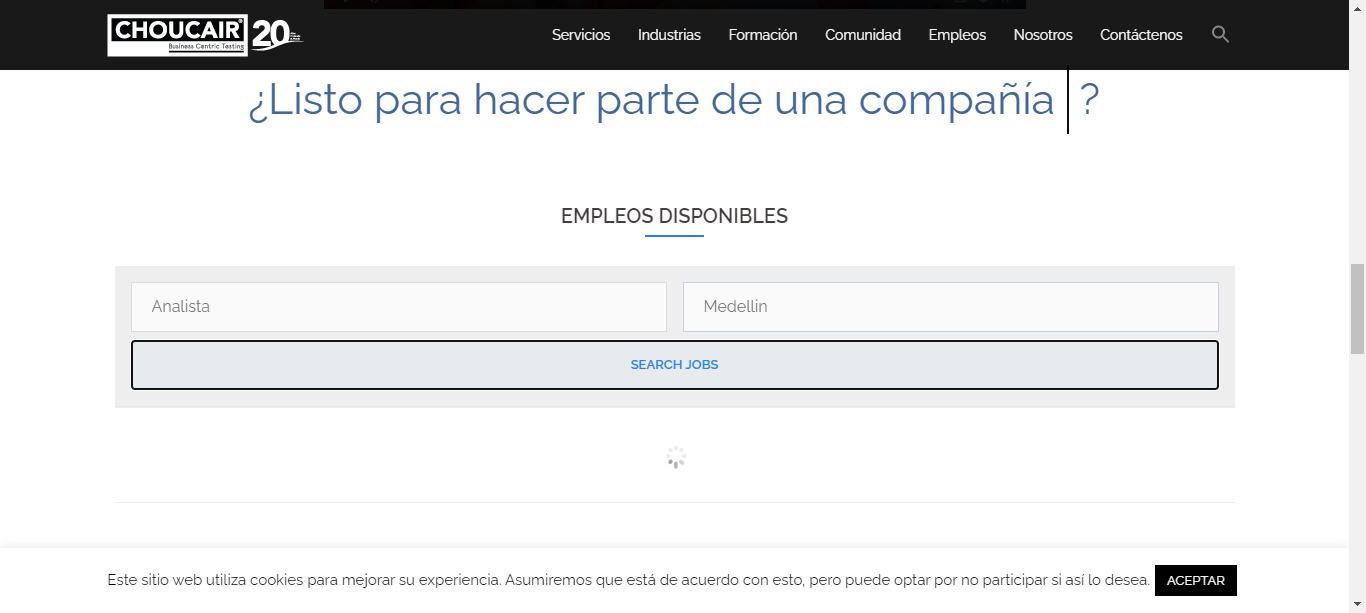 CHOUCAIR®
Business Centric Testing
20
Servicios Industrias Formación Comunidad Empleos Nosotros Contáctenos
¿Listo para hacer parte de una compañía ?
EMPLEOS DISPONIBLES
Analista Medellin
SEARCH JOBS
Este sitio web utiliza cookies para mejorar su experiencia. Asumiremos que está de acuerdo con esto, pero puede optar por no participar si así lo desea. ACEPTAR